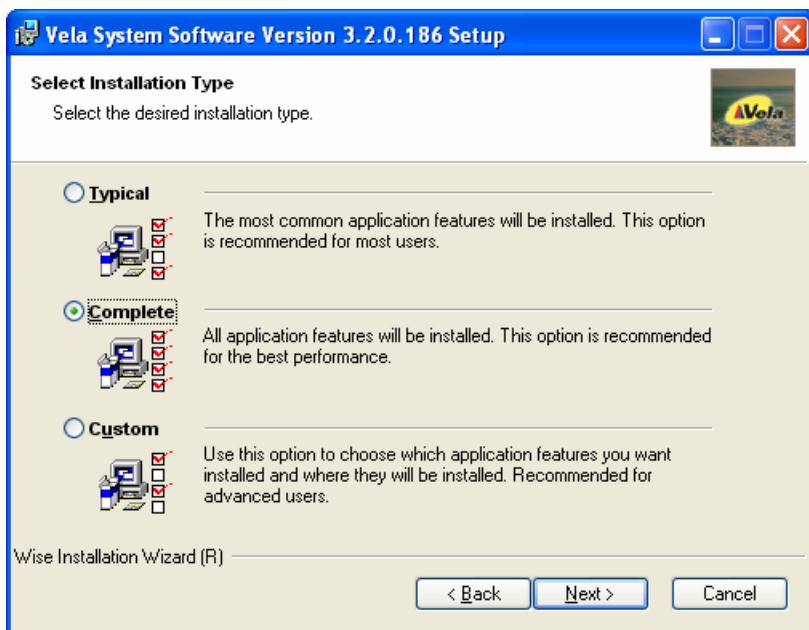 Vela System Software Version 3.2.0.186 Setup
Select Installation Type
Select the desired installation type.
Vela
Typical
The most common application features will be installed. This option
is recommended for most users.
Complete
All application features will be installed. This option is recommended
for the best performance.
Custom
Use this option to choose which application features you want
installed and where they will be installed. Recommended for
advanced users.
Wise Installation Wizard (R)
< Back
Next >
Cancel